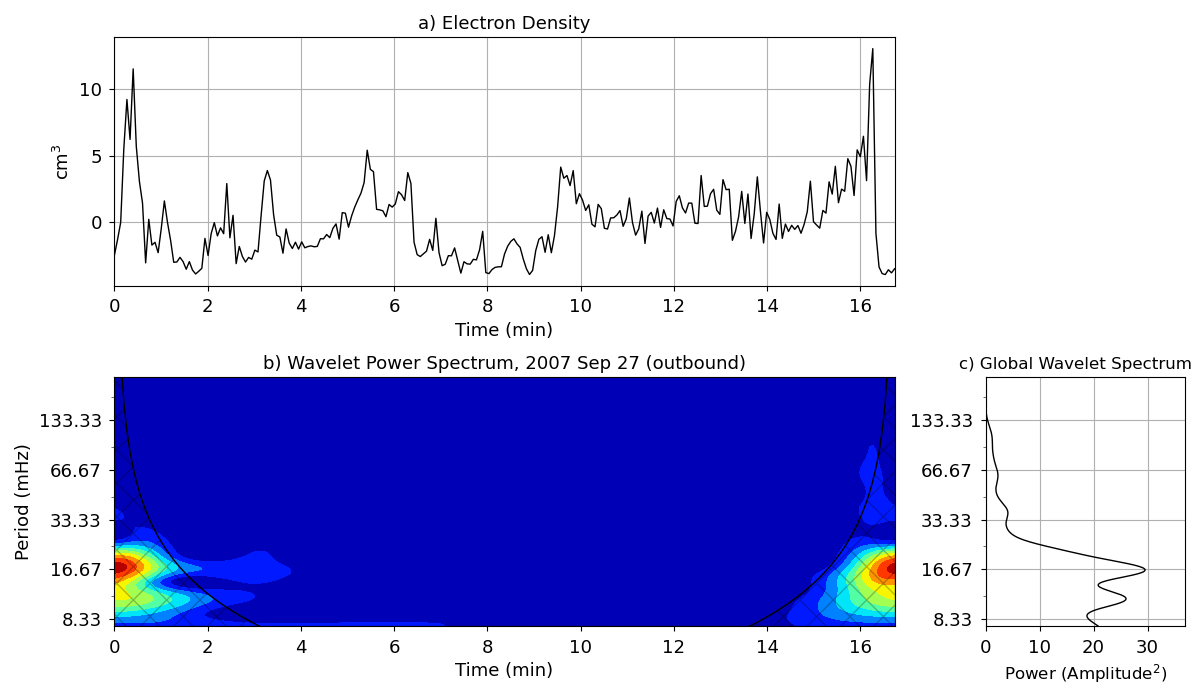 a) Electron Density
10
5
0
cm³
0 2 4 6 8 10 12 14 16
Time (min)
b) Wavelet Power Spectrum, 2007 Sep 27 (outbound)
133.33
66.67
33.33
16.67
8.33
Period (mHz)
0 2 4 6 8 10 12 14 16
Time (min)
c) Global Wavelet Spectrum
133.33
66.67
33.33
16.67
8.33
0 10 20 30
Power (Amplitude²)